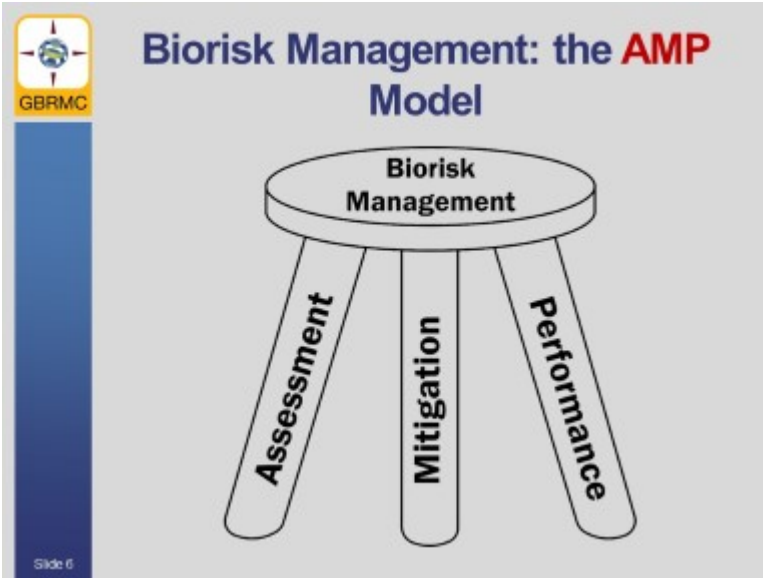 GBRMC
Biorisk Management: the AMP
Model
Biorisk
Management
Assessment
Mitigation
Performance
Slide 6